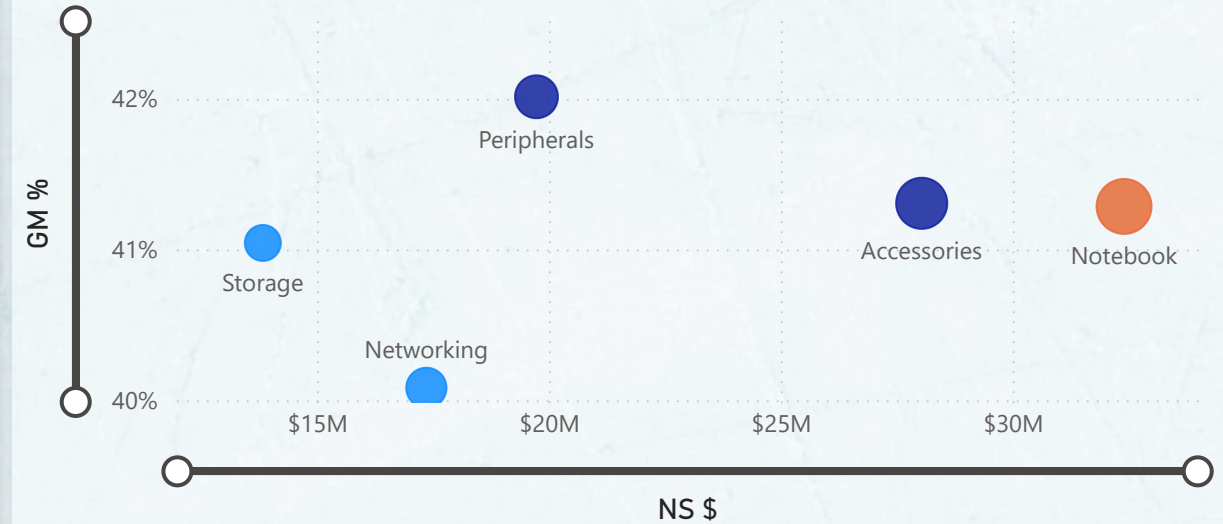 42%
Peripherals
GM %
41%
Accessories
Notebook
Storage
Networking
40%
$15M
$20M
$25M
$30M
NS $